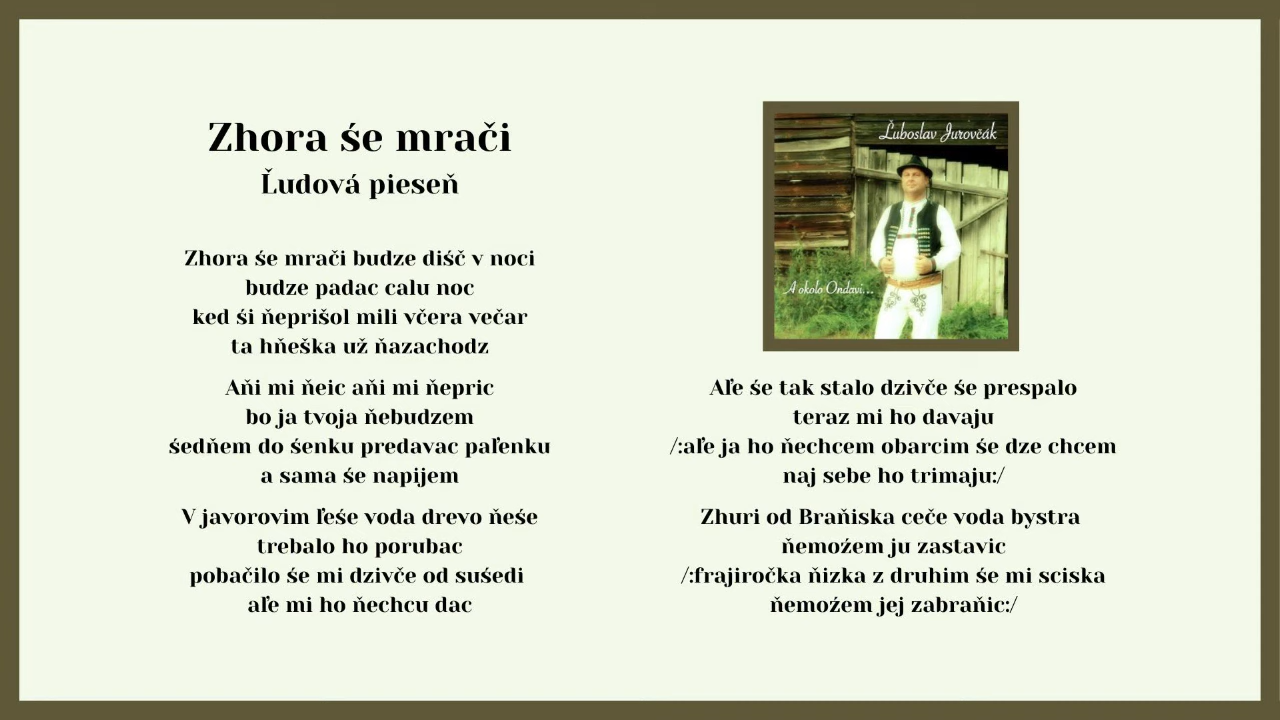 Zhora śe mrači
Ľudová pieseň
Zhora śe mrači budze diśč v noci
budze padac calu noc
ked śi ňeprišol mili včera večar
ta hňeška už ňazachodz
Aňi mi ňeic aňi mi ňepric
bo ja tvoja ňebudzem
śedňem do śenku predavac paľenku
a sama śe napijem
V javorovim ľeśe voda drevo ňeśe
trebalo ho porubac
pobačilo śe mi dzivče od suśedi
aľe mi ho ňechcu dac
Ľuboslav Jurovčák
A okolo Ondavi...
Aľe śe tak stalo dzivče śe prespalo
teraz mi ho davaju
/:aľe ja ho ňechcem obarcim śe dze chcem
naj sebe ho trimaju:/
Zhuri od Braňiska ceče voda bystra
ňemoźem ju zastavic
/:frajiročka ňizka z druhim śe mi sciska
ňemoźem jej zabraňic:/